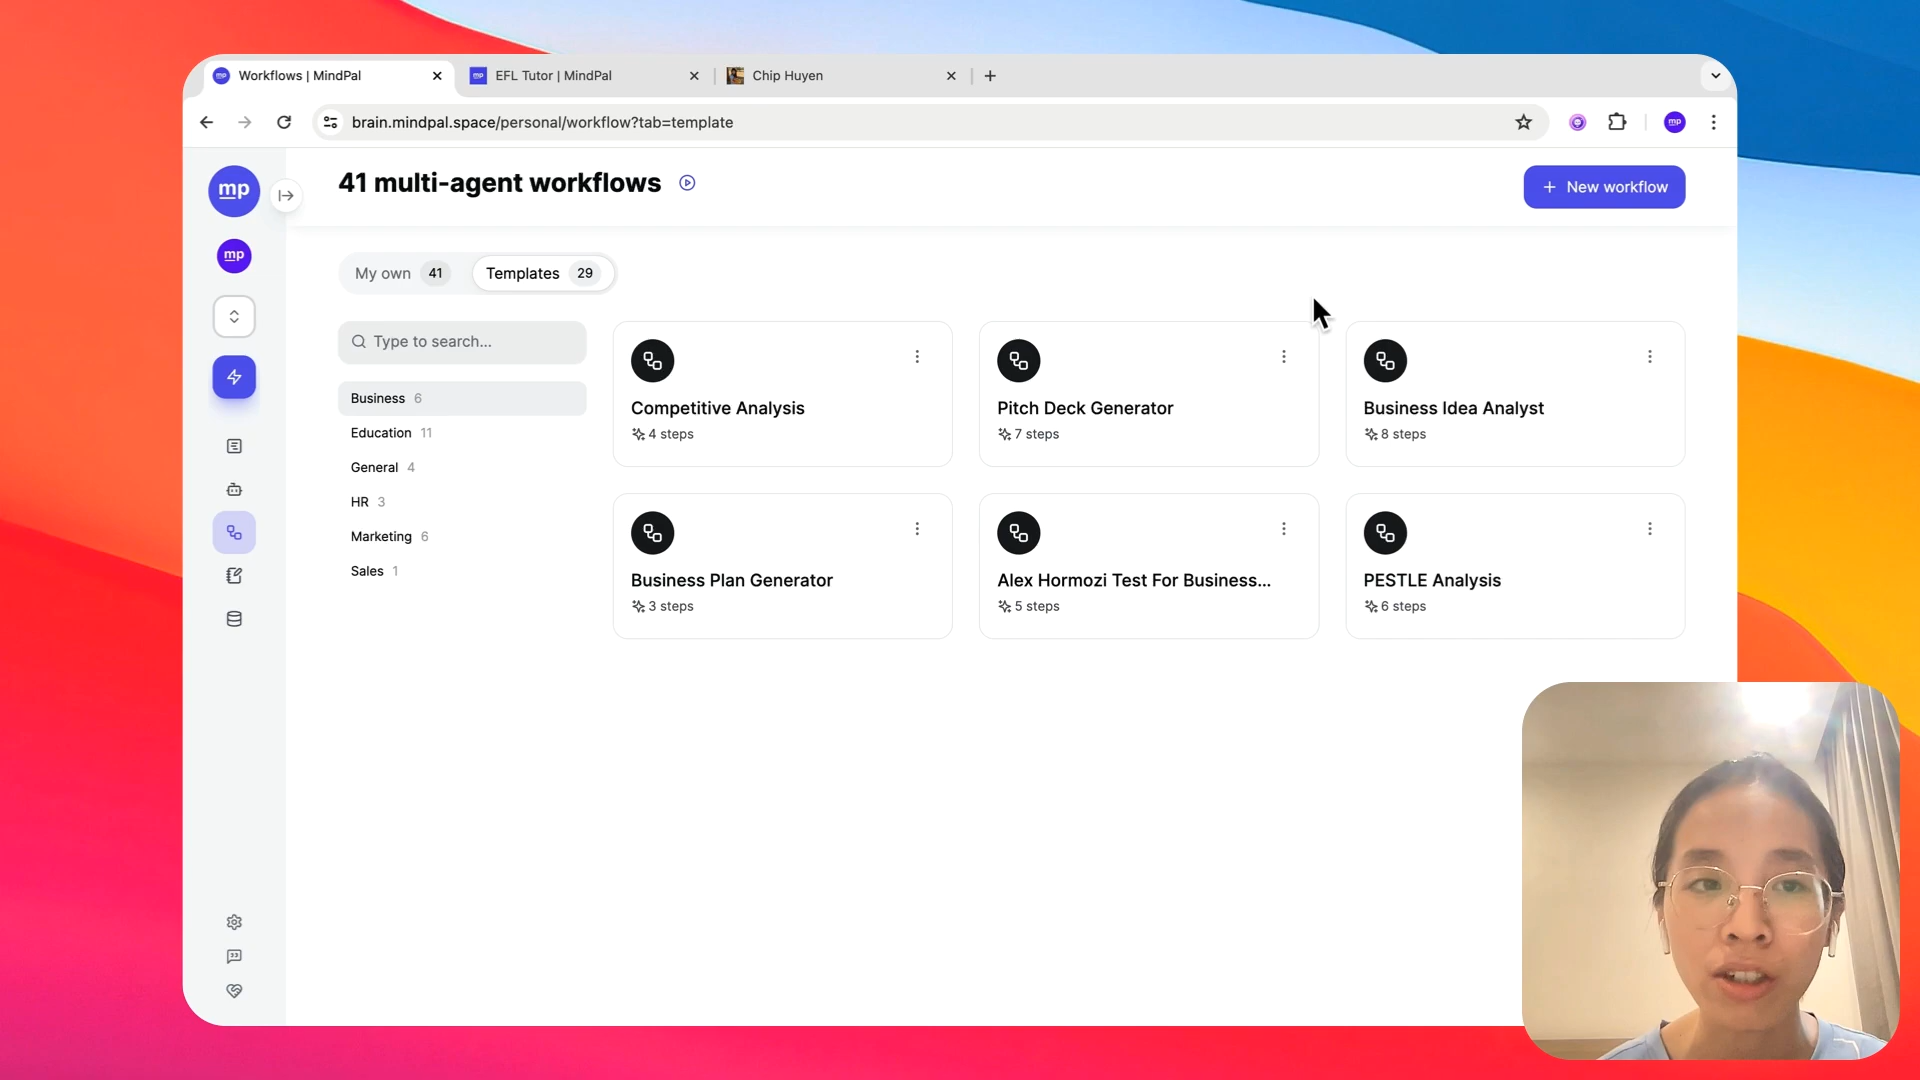 Workflows | MindPal
EFL Tutor | MindPal
Chip Huyen
brain.mindpal.space/personal/workflow?tab=template
mp
mp
41 multi-agent workflows
mp
New workflow
My own 41
Templates 29
Type to search...
Business 6
Education 11
General 4
HR 3
Marketing 6
Sales 1
Competitive Analysis
4 steps
Pitch Deck Generator
7 steps
Business Idea Analyst
8 steps
Business Plan Generator
3 steps
Alex Hormozi Test For Business...
5 steps
PESTLE Analysis
6 steps